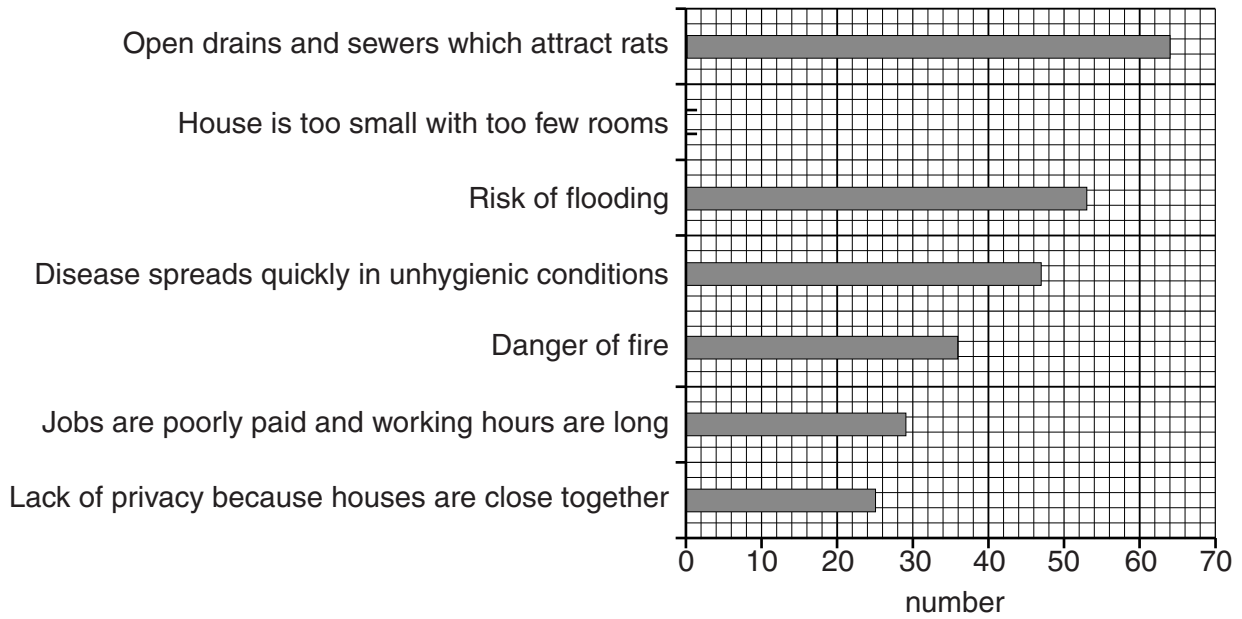 Open drains and sewers which attract rats
House is too small with too few rooms
Risk of flooding
Disease spreads quickly in unhygienic conditions
Danger of fire
Jobs are poorly paid and working hours are long
Lack of privacy because houses are close together
0 10 20 30 40 50 60 70
number